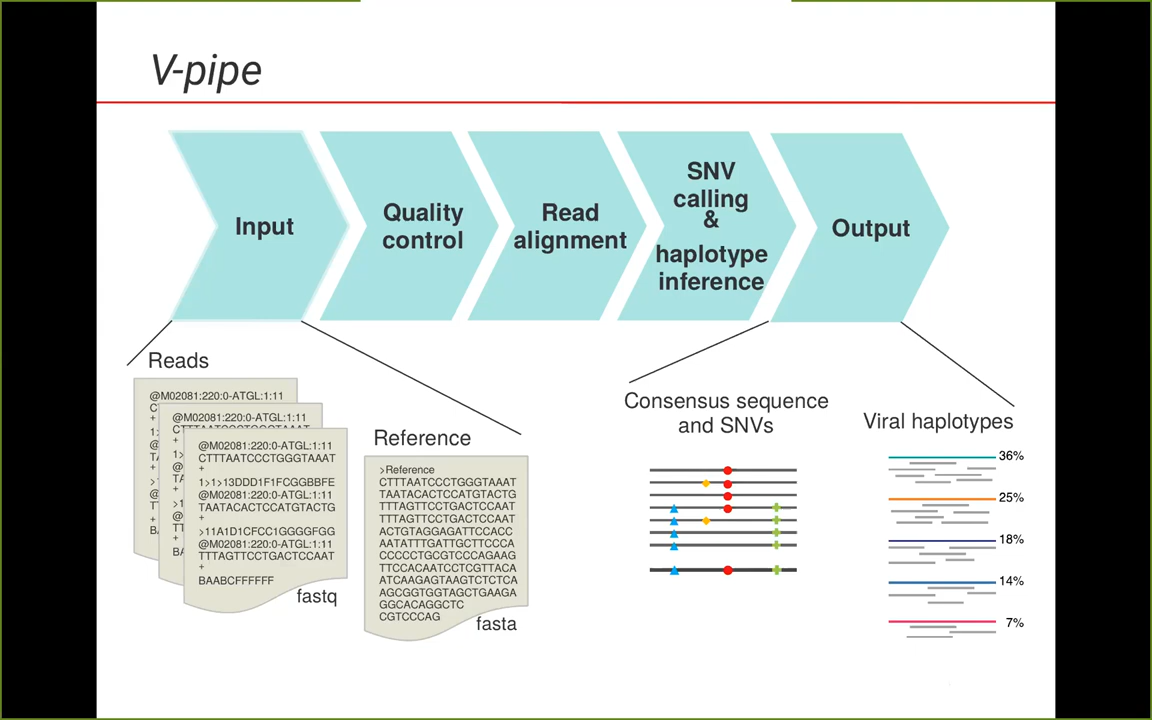 V-pipe
Input
Quality
control
Read
alignment
SNV
calling
&
haplotype
inference
Output
Reads
@M02081:220:0-ATGL:1:11
@M02081:220:0-ATGL:1:11
@M02081:220:0-ATGL:1:11
CTTTAATCCCTGGGTAAAT
+
1>1>13DDD1F1FCGGBBFE
@M02081:220:0-ATGL:1:11
TAATACACTCCATGTACTG
+
>11A1D1CFCC1GGGGFGG
@M02081:220:0-ATGL:1:11
TTTAGTTCCTGACTCCAAT
+
BAABCFFFFFF
fastq
Reference
>Reference
CTTTAATCCCTGGGTAAAT
TAATACACTCCATGTACTG
TTTAGTTCCTGACTCCAAT
TTTAGTTCCTGACTCCAAT
ACTGTAGGAGATTCCACC
AATATTTGATTGCTTCCCA
CCCCCTGCGTCCCAGAAG
TTCCACAATCCTCGTTACA
ATCAAGAGTAAGTCTCTCA
AGCGGTGGTAGCTGAAGA
GGCACAGGCTC
CGTCCCAG
fasta
Consensus sequence
and SNVs
Viral haplotypes
36%
25%
18%
14%
7%